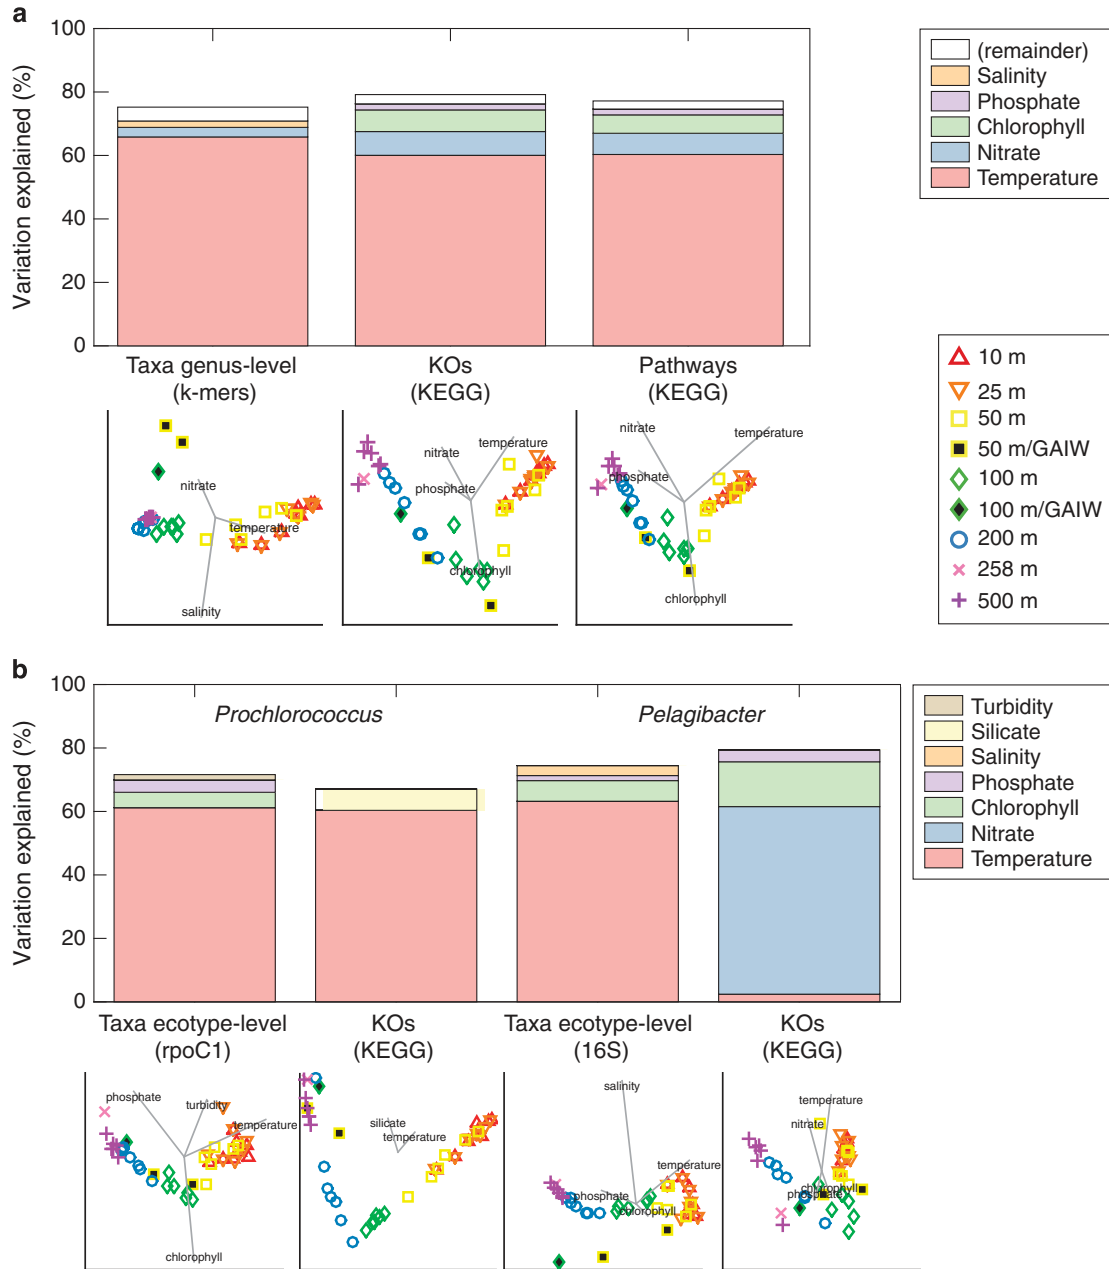 a
100
80
60
40
20
0
Variation explained (%)
(remainder)
Salinity
Phosphate
Chlorophyll
Nitrate
Temperature
Taxa genus-level
(k-mers)
KOs
(KEGG)
Pathways
(KEGG)
nitrate
temperature
salinity
nitrate
temperature
phosphate
chlorophyll
nitrate
temperature
phosphate
chlorophyll
10 m
25 m
50 m
50 m/GAIW
100 m
100 m/GAIW
200 m
258 m
500 m
b
100
80
60
40
20
0
Variation explained (%)
Prochlorococcus
Pelagibacter
Turbidity
Silicate
Salinity
Phosphate
Chlorophyll
Nitrate
Temperature
Taxa ecotype-level
(rpoC1)
KOs
(KEGG)
Taxa ecotype-level
(16S)
KOs
(KEGG)
phosphate
turbidity
temperature
chlorophyll
silicate
temperature
salinity
temperature
phosphate
chlorophyll
temperature
nitrate
chlorophyll
phosphate